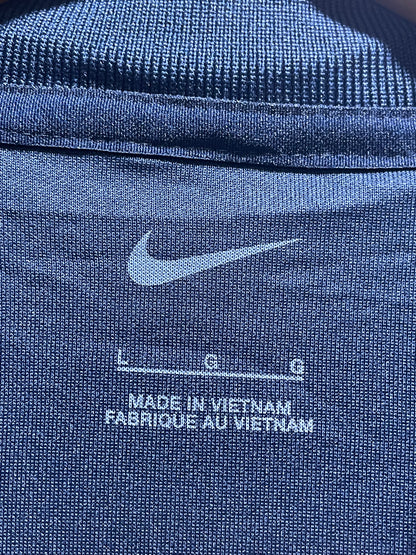 L G G
MADE IN VIETNAM
FABRIQUE AU VIETNAM